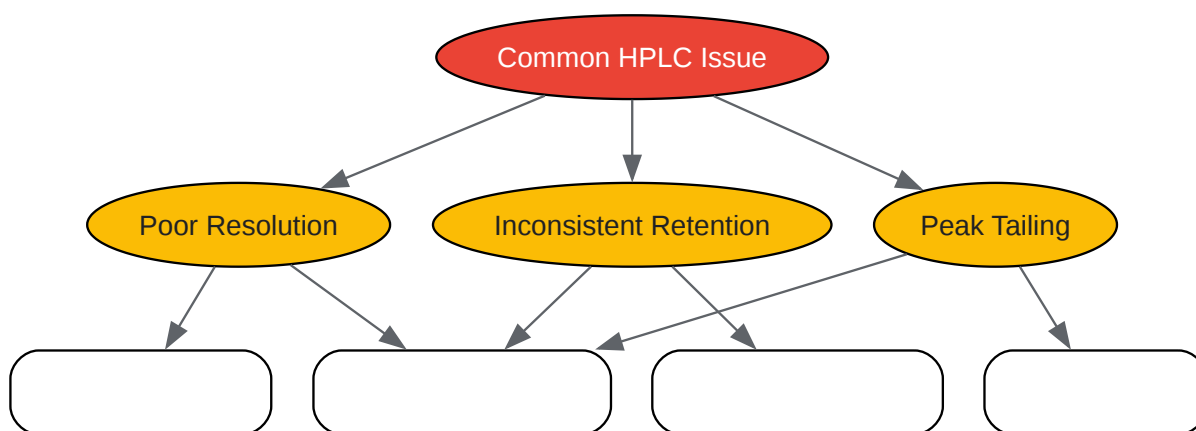 Common HPLC Issue
Poor Resolution
Inconsistent Retention
Peak Tailing